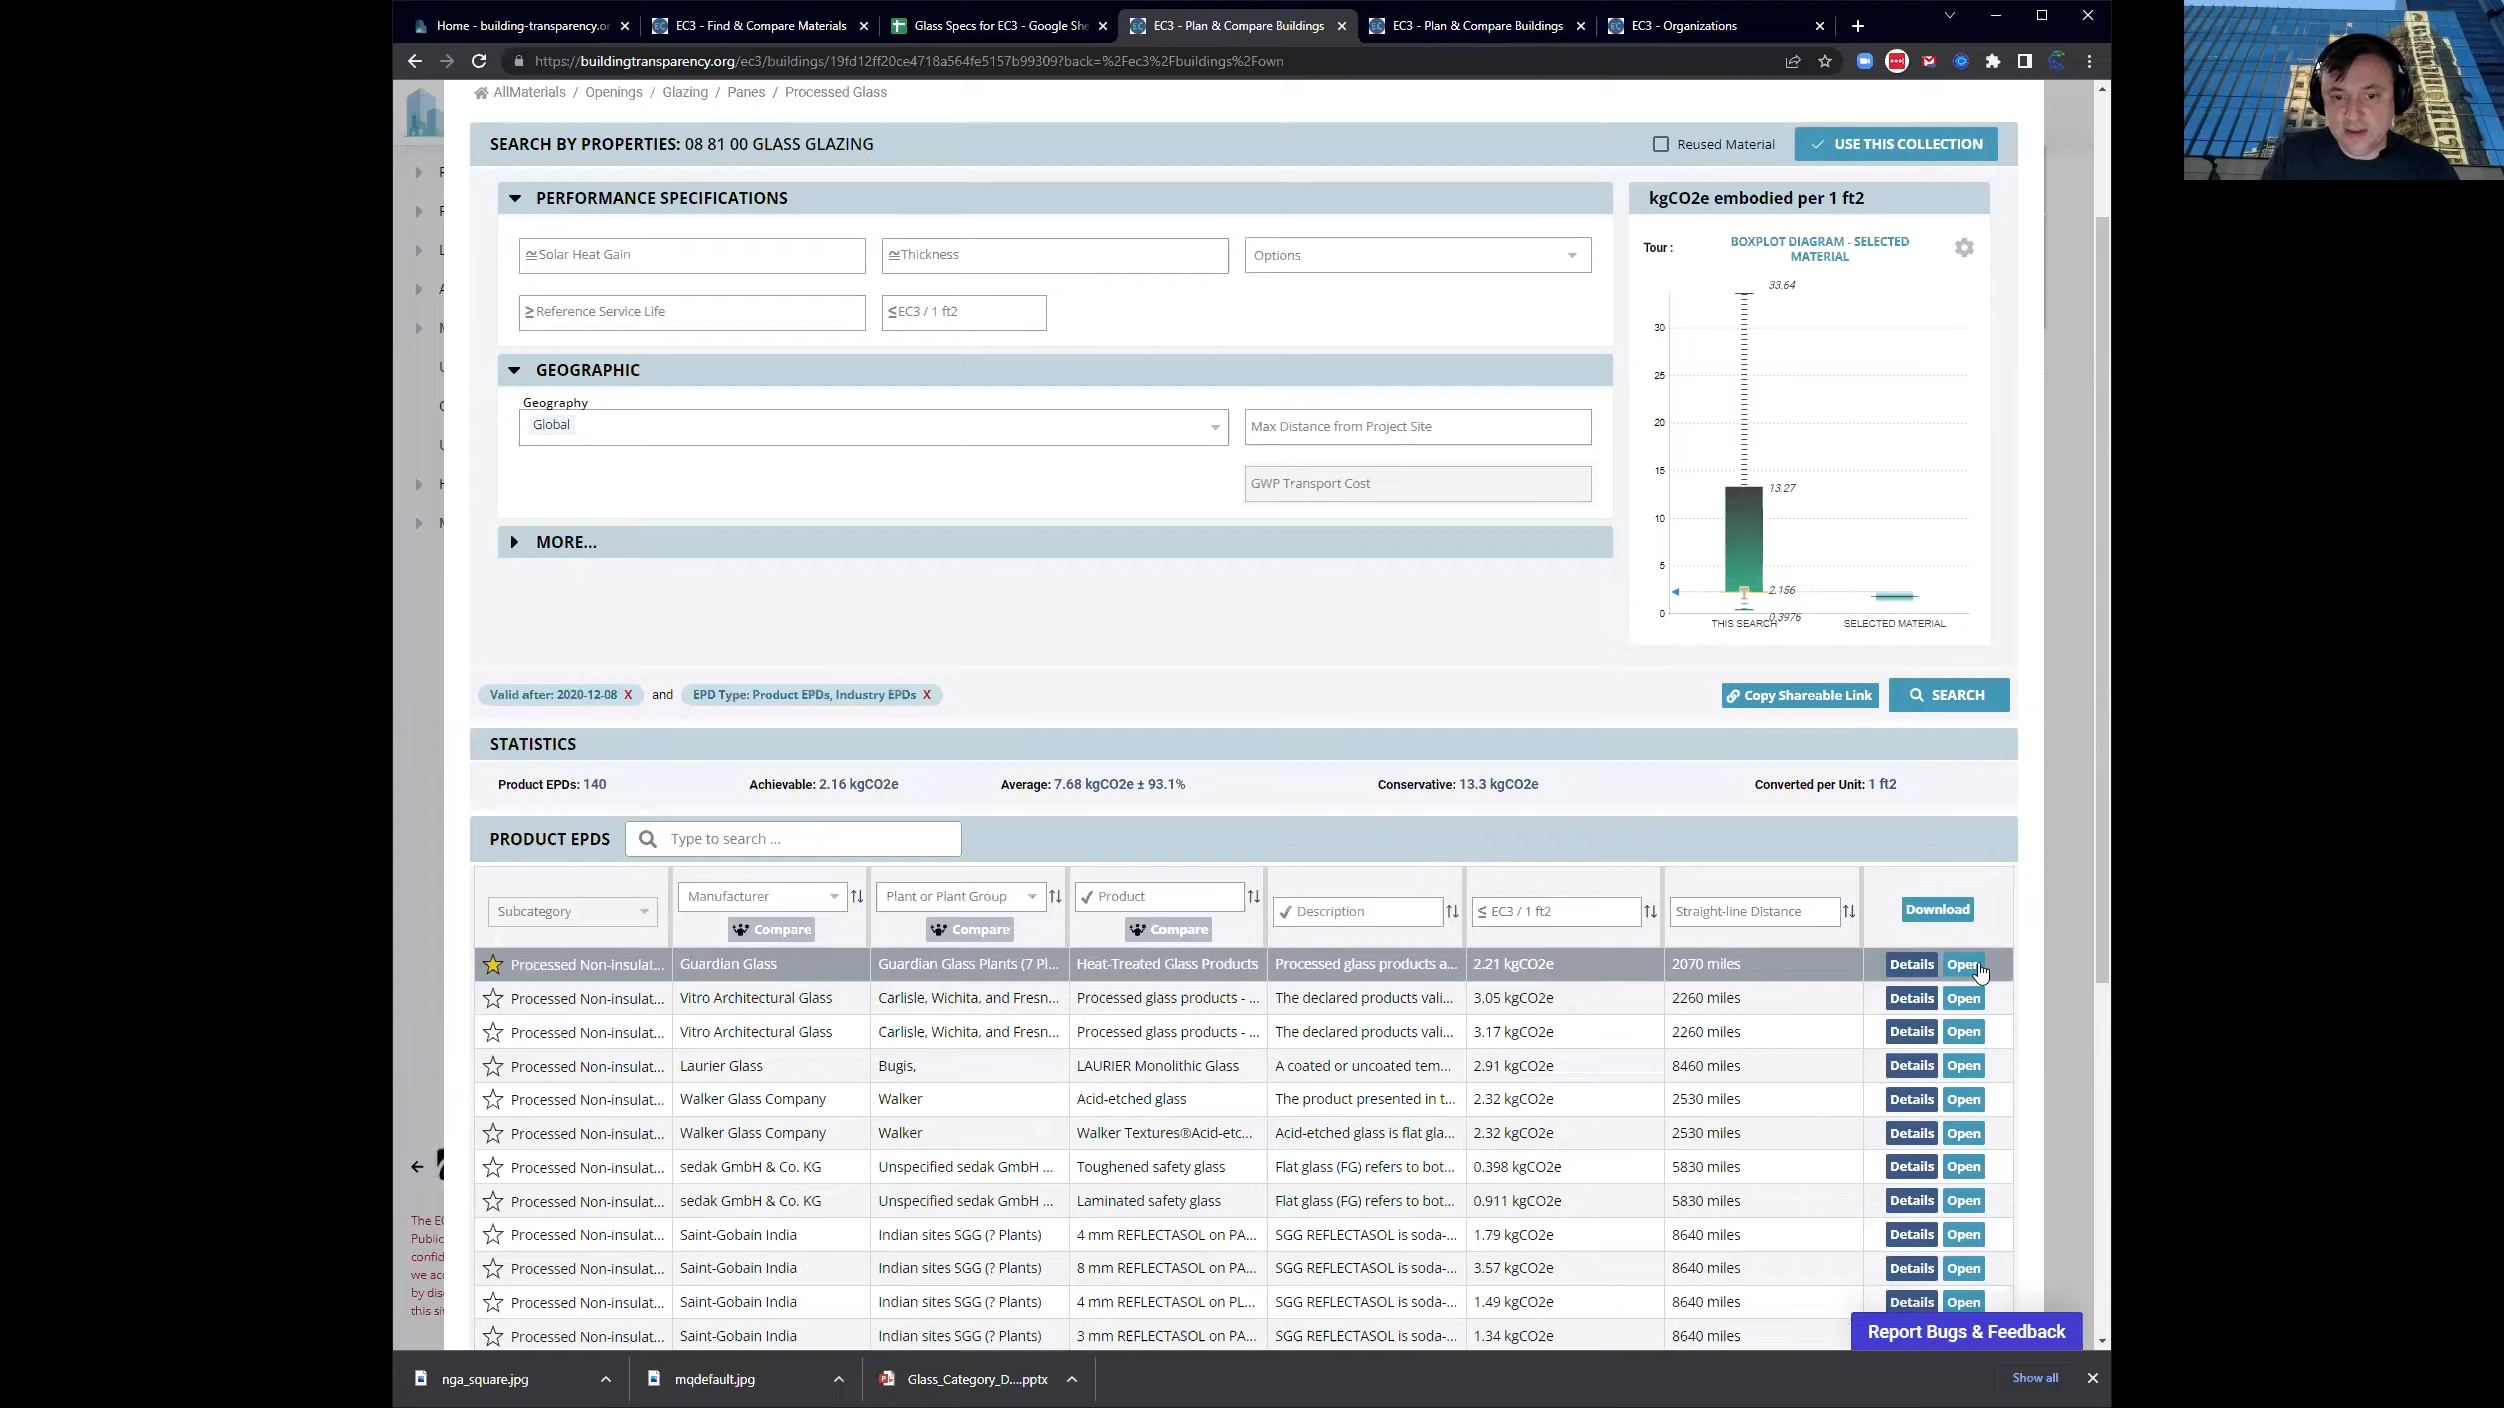 Home - building-transparency.or
EC3 - Find & Compare Materials
Glass Specs for EC3 - Google She
EC3 - Plan & Compare Buildings
EC3 - Plan & Compare Buildings
EC3 - Organizations
https://buildingtransparency.org/ec3/buildings/19fd12ff20ce4718a564fe5157b99309?back=%2Fec3%2Fbuildings%2Fown
AllMaterials / Openings / Glazing / Panes / Processed Glass
SEARCH BY PROPERTIES: 08 81 00 GLASS GLAZING
Reused Material
USE THIS COLLECTION
PERFORMANCE SPECIFICATIONS
≅Solar Heat Gain
≅Thickness
Options
≥Reference Service Life
≤EC3 / 1 ft2
GEOGRAPHIC
Geography
Global
Max Distance from Project Site
GWP Transport Cost
MORE...
kgCO2e embodied per 1 ft2
Tour :
BOXPLOT DIAGRAM - SELECTED
MATERIAL
33.64
30
25
20
15
13.27
10
5
2.156
0
0.3976
THIS SEARCH
SELECTED MATERIAL
Valid after: 2020-12-08 X and EPD Type: Product EPDs, Industry EPDs X
Copy Shareable Link
SEARCH
STATISTICS
Product EPDs: 140
Achievable: 2.16 kgCO2e
Average: 7.68 kgCO2e ± 93.1%
Conservative: 13.3 kgCO2e
Converted per Unit: 1 ft2
PRODUCT EPDS
Type to search ...
Subcategory
Manufacturer
Compare
Plant or Plant Group
Compare
Product
Compare
Description
≤ EC3 / 1 ft2
Straight-line Distance
Download
Processed Non-insulat... Guardian Glass Guardian Glass Plants (7 Pl... Heat-Treated Glass Products Processed glass products a... 2.21 kgCO2e 2070 miles Details Open
Processed Non-insulat... Vitro Architectural Glass Carlisle, Wichita, and Fresn... Processed glass products - ... The declared products vali... 3.05 kgCO2e 2260 miles Details Open
Processed Non-insulat... Vitro Architectural Glass Carlisle, Wichita, and Fresn... Processed glass products - ... The declared products vali... 3.17 kgCO2e 2260 miles Details Open
Processed Non-insulat... Laurier Glass Bugis, LAURIER Monolithic Glass A coated or uncoated tem... 2.91 kgCO2e 8460 miles Details Open
Processed Non-insulat... Walker Glass Company Walker Acid-etched glass The product presented in t... 2.32 kgCO2e 2530 miles Details Open
Processed Non-insulat... Walker Glass Company Walker Walker Textures®Acid-etc... Acid-etched glass is flat gla... 2.32 kgCO2e 2530 miles Details Open
Processed Non-insulat... sedak GmbH & Co. KG Unspecified sedak GmbH ... Toughened safety glass Flat glass (FG) refers to bot... 0.398 kgCO2e 5830 miles Details Open
Processed Non-insulat... sedak GmbH & Co. KG Unspecified sedak GmbH ... Laminated safety glass Flat glass (FG) refers to bot... 0.911 kgCO2e 5830 miles Details Open
Processed Non-insulat... Saint-Gobain India Indian sites SGG (? Plants) 4 mm REFLECTASOL on PA... SGG REFLECTASOL is soda-... 1.79 kgCO2e 8640 miles Details Open
Processed Non-insulat... Saint-Gobain India Indian sites SGG (? Plants) 8 mm REFLECTASOL on PA... SGG REFLECTASOL is soda-... 3.57 kgCO2e 8640 miles Details Open
Processed Non-insulat... Saint-Gobain India Indian sites SGG (? Plants) 4 mm REFLECTASOL on PL... SGG REFLECTASOL is soda-... 1.49 kgCO2e 8640 miles Details Open
Processed Non-insulat... Saint-Gobain India Indian sites SGG (? Plants) 3 mm REFLECTASOL on PA... SGG REFLECTASOL is soda-... 1.34 kgCO2e 8640 miles
Report Bugs & Feedback
The EC
Public
confid
we acc
by disc
this sit
nga_square.jpg
mqdefault.jpg
Glass_Category_D....pptx
Show all